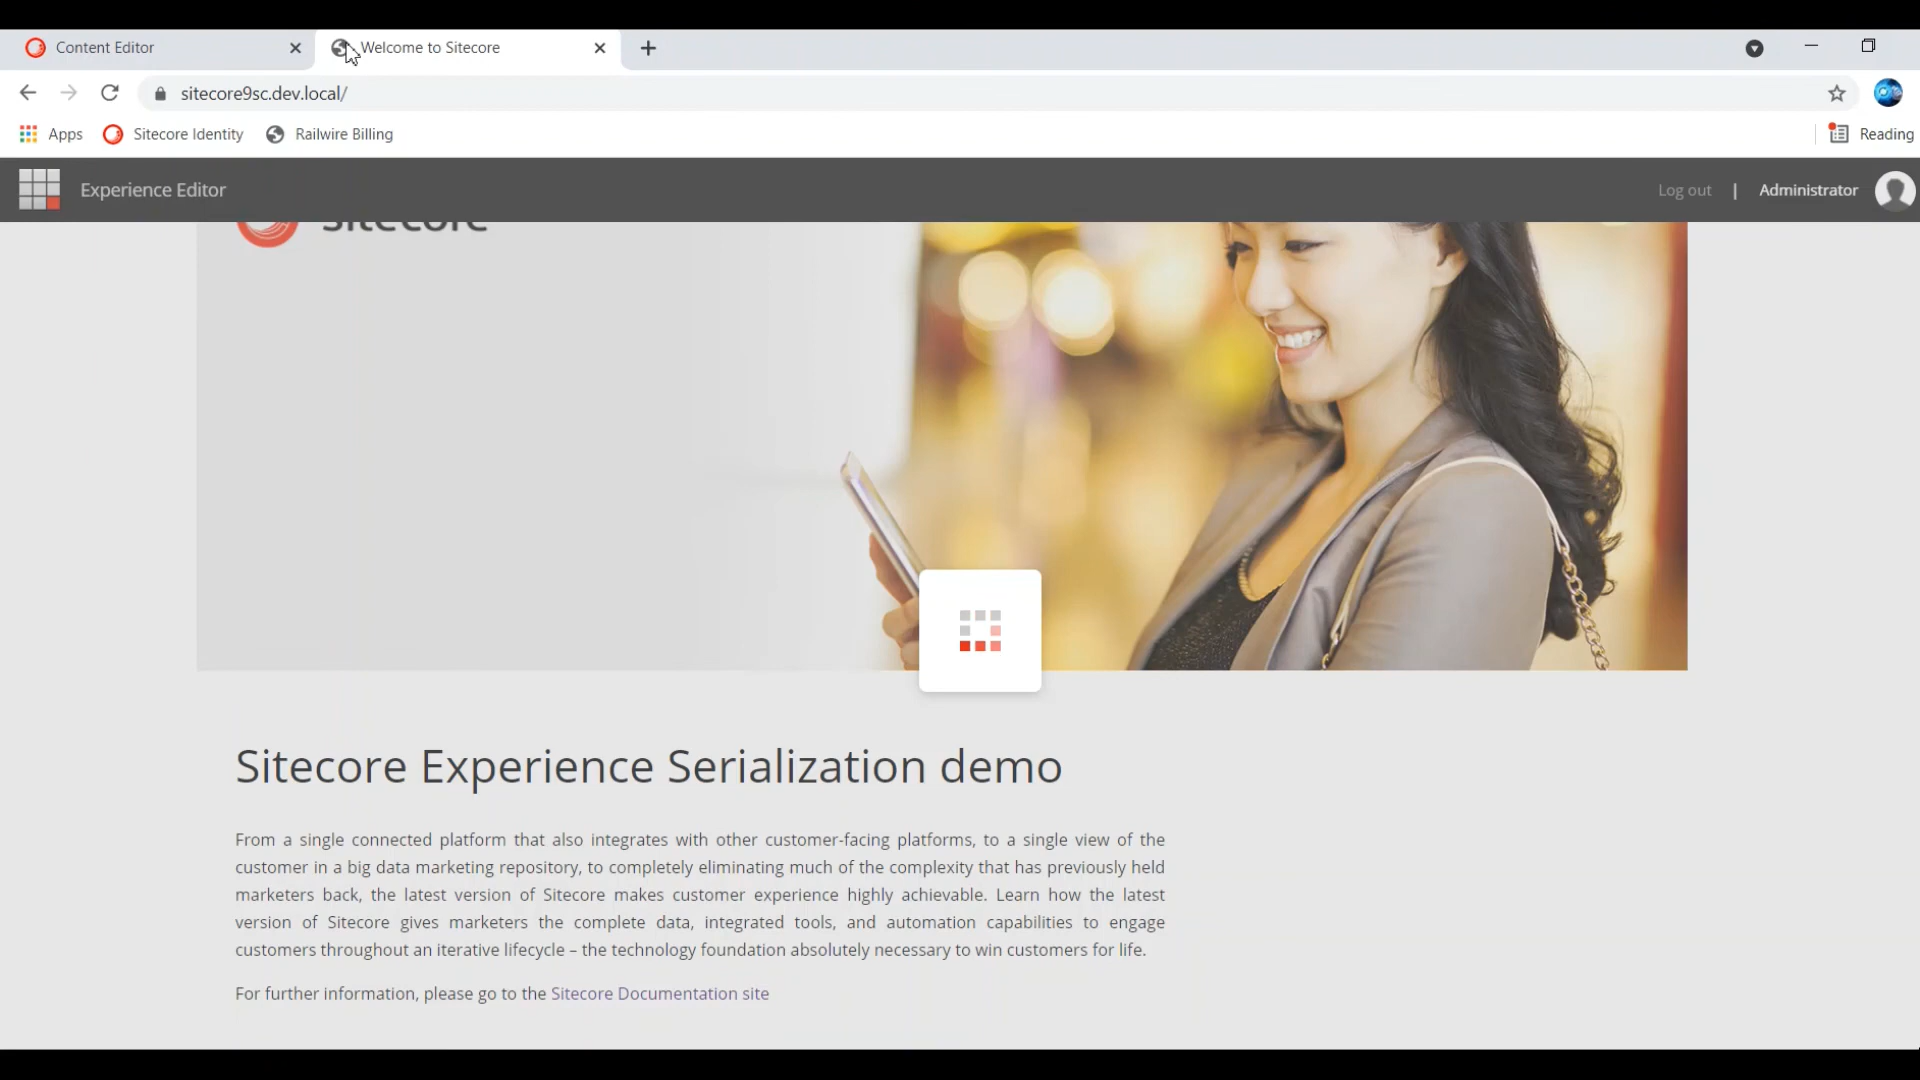 Content Editor
Welcome to Sitecore
sitecore9sc.dev.local/
Apps
Sitecore Identity
Railwire Billing
Reading
Experience Editor
Log out | Administrator
sitecore
Sitecore Experience Serialization demo
From a single connected platform that also integrates with other customer-facing platforms, to a single view of the
customer in a big data marketing repository, to completely eliminating much of the complexity that has previously held
marketers back, the latest version of Sitecore makes customer experience highly achievable. Learn how the latest
version of Sitecore gives marketers the complete data, integrated tools, and automation capabilities to engage
customers throughout an iterative lifecycle – the technology foundation absolutely necessary to win customers for life.
For further information, please go to the Sitecore Documentation site